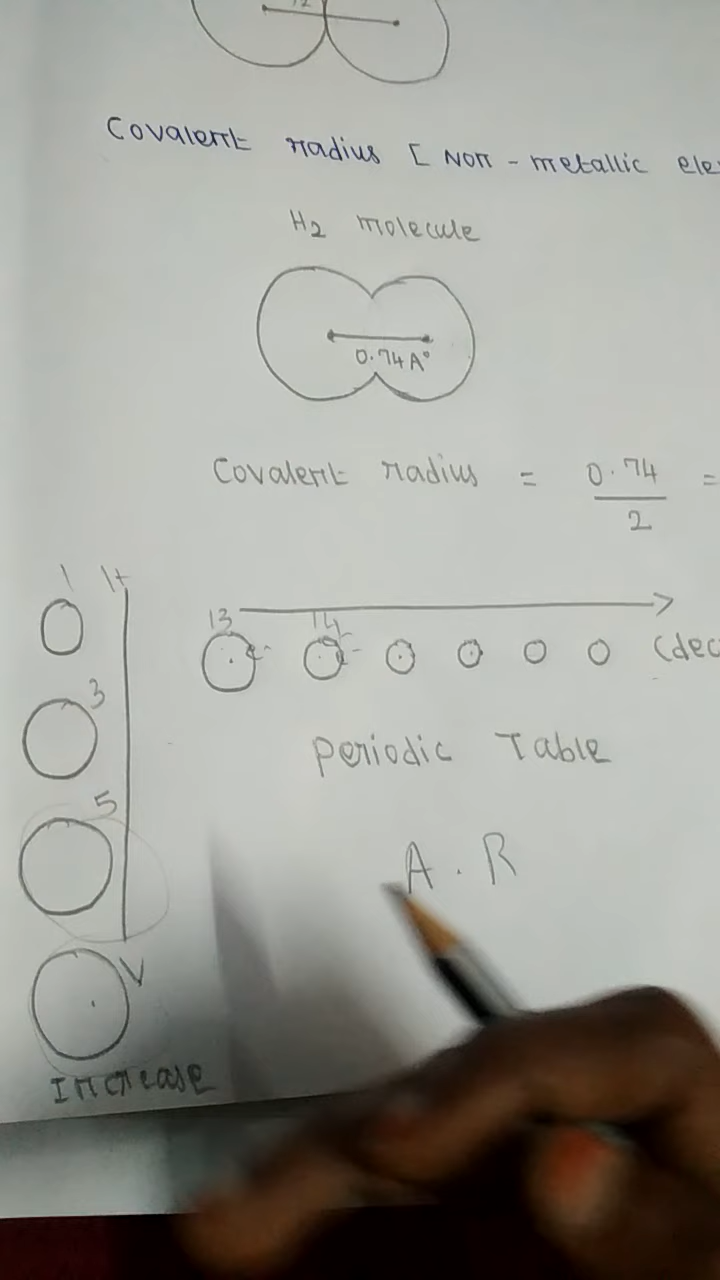 Covalent radius [ Non - metallic ele
H2 molecule
0.74A°
Covalent radius = 0.74 =
2
1
13 14
(dec
3
Periodic Table
5
A . R
Increase